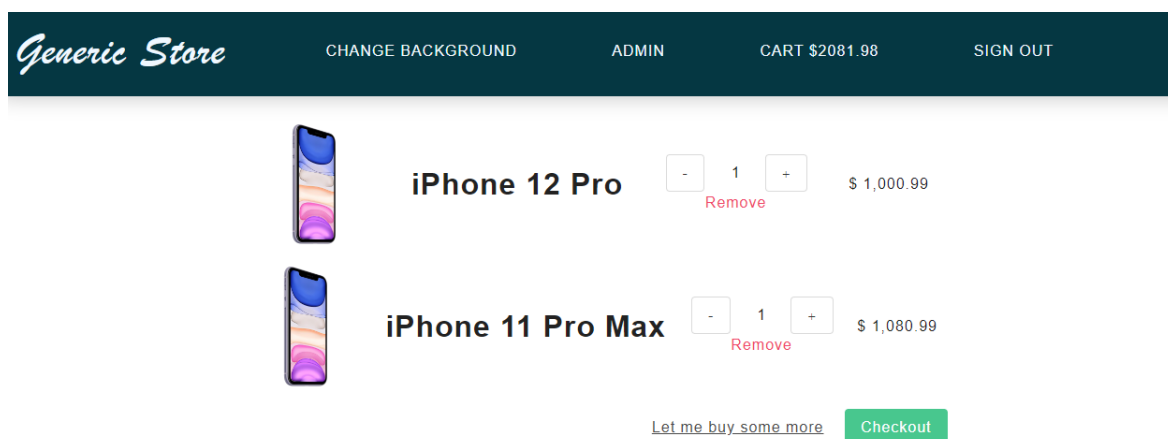 Generic Store CHANGE BACKGROUND ADMIN CART $2081.98 SIGN OUT
iPhone 12 Pro - 1 + $ 1,000.99
Remove
iPhone 11 Pro Max - 1 + $ 1,080.99
Remove
Let me buy some more Checkout